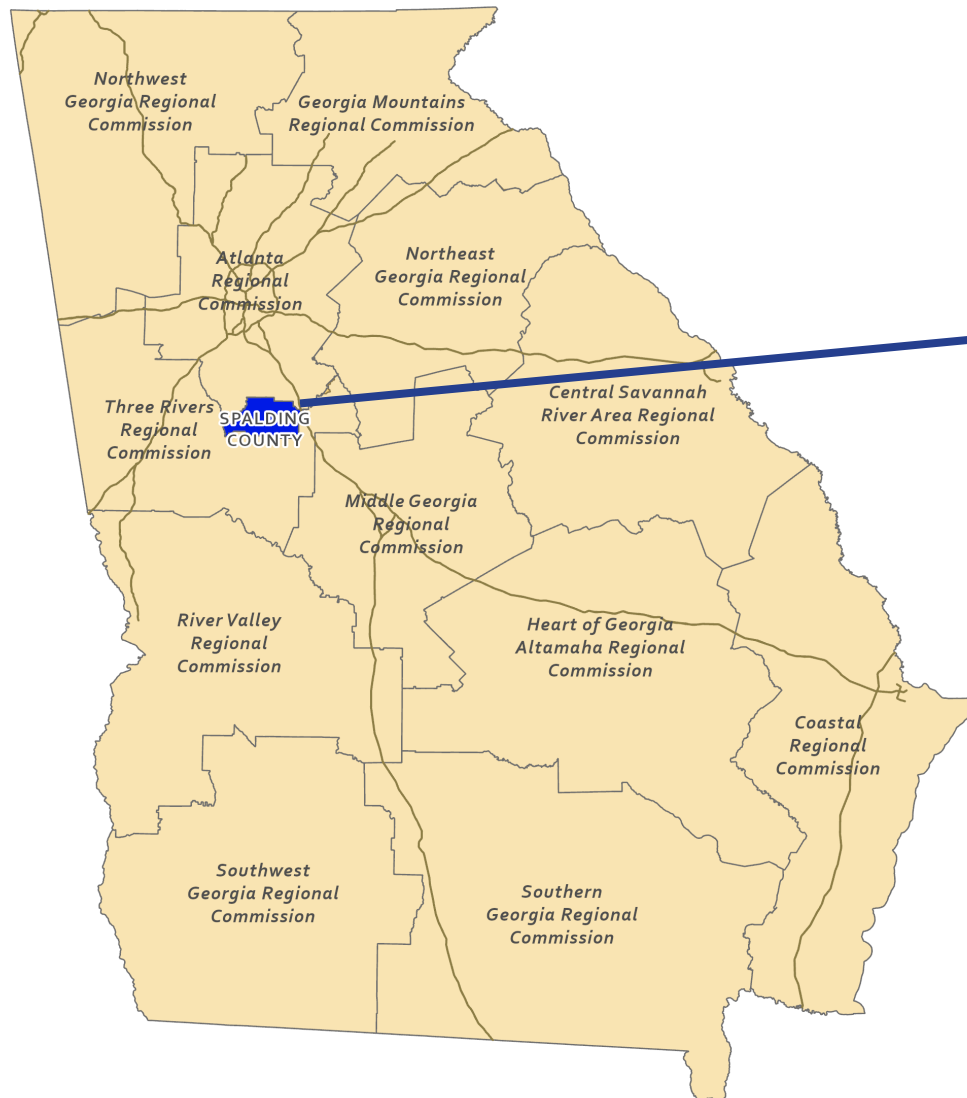 Northwest
Georgia Regional
Commission
Georgia Mountains
Regional Commission
Atlanta
Regional
Commission
Northeast
Georgia Regional
Commission
Three Rivers
Regional
Commission
SPALDING
COUNTY
Central Savannah
River Area Regional
Commission
Middle Georgia
Regional
Commission
River Valley
Regional
Commission
Heart of Georgia
Altamaha Regional
Commission
Coastal
Regional
Commission
Southwest
Georgia Regional
Commission
Southern
Georgia Regional
Commission